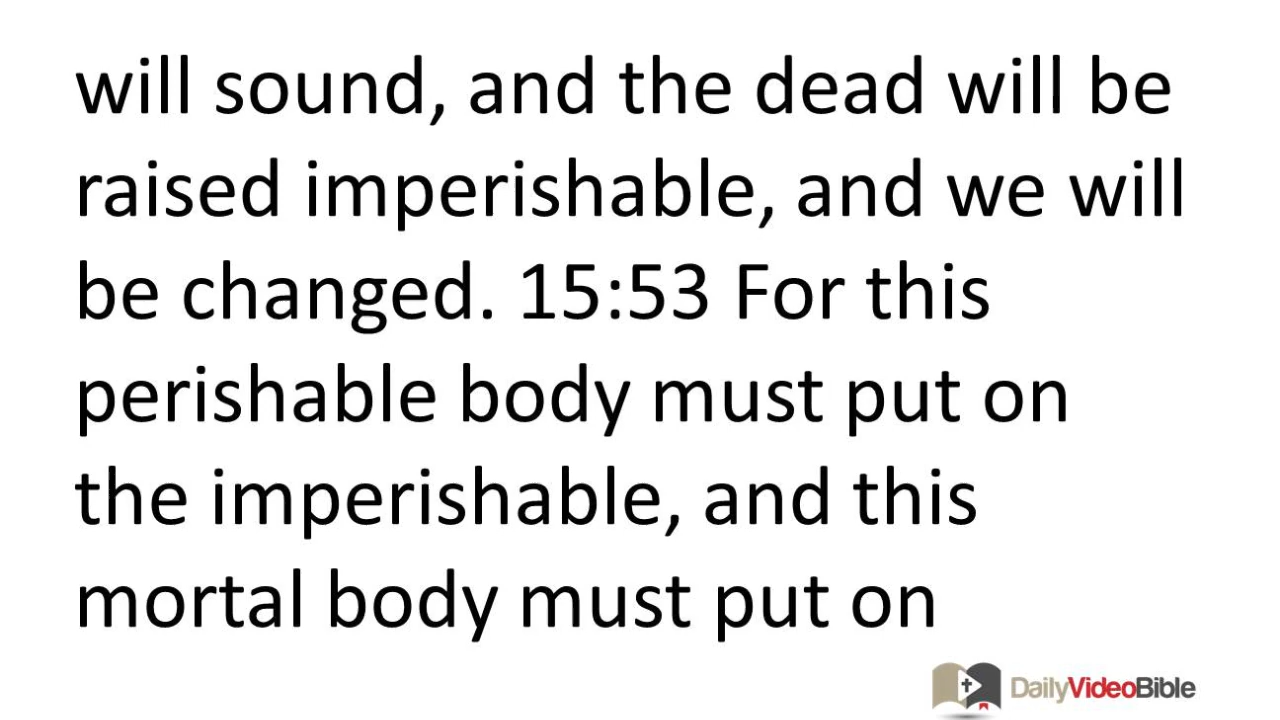 will sound, and the dead will be
raised imperishable, and we will
be changed. 15:53 For this
perishable body must put on
the imperishable, and this
mortal body must put on
DailyVideoBible